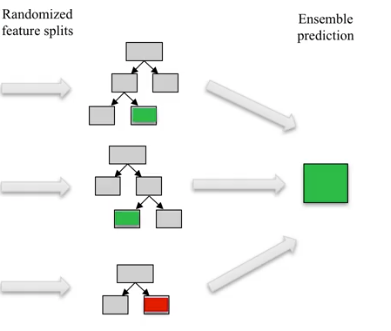 Randomized
feature splits
Ensemble
prediction